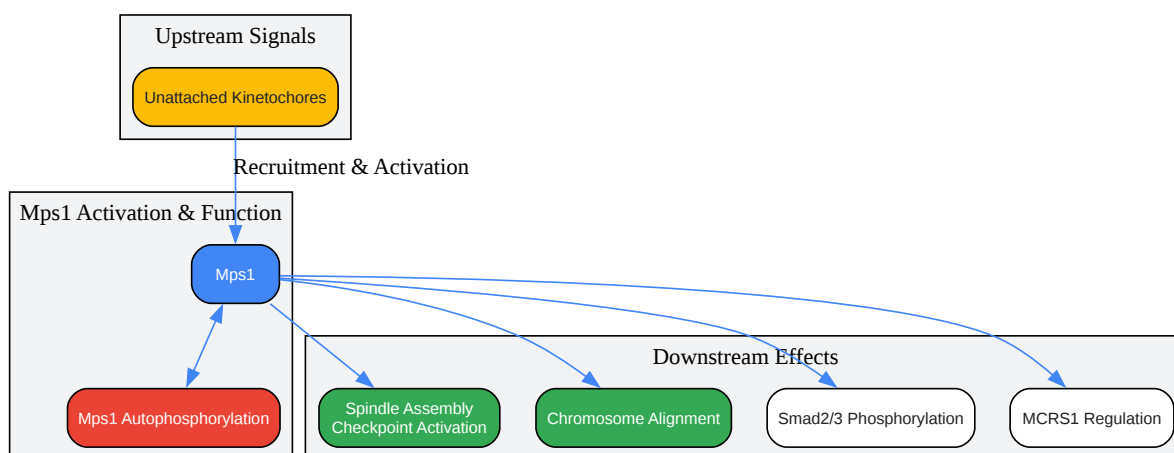 Upstream Signals
Unattached Kinetochores
Recruitment & Activation
Mps1 Activation & Function
Mps1
Mps1 Autophosphorylation
Downstream Effects
Spindle Assembly
Checkpoint Activation
Chromosome Alignment
Smad2/3 Phosphorylation
MCRS1 Regulation